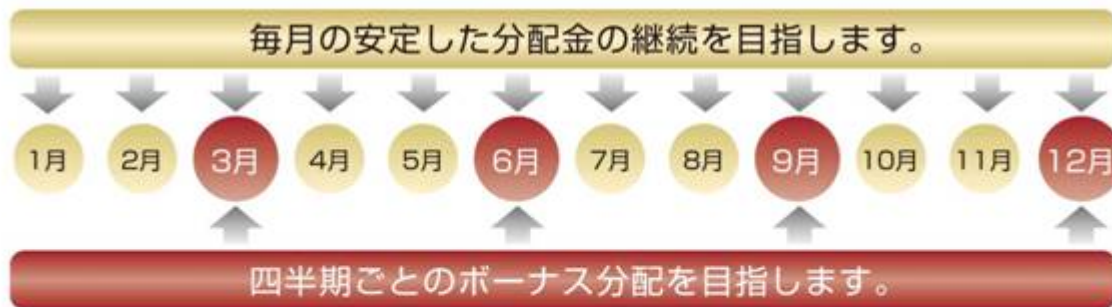 毎月の安定した分配金の継続を目指します。
1月 2月 3月 4月 5月 6月 7月 8月 9月 10月 11月 12月
四半期ごとのボーナス分配を目指します。